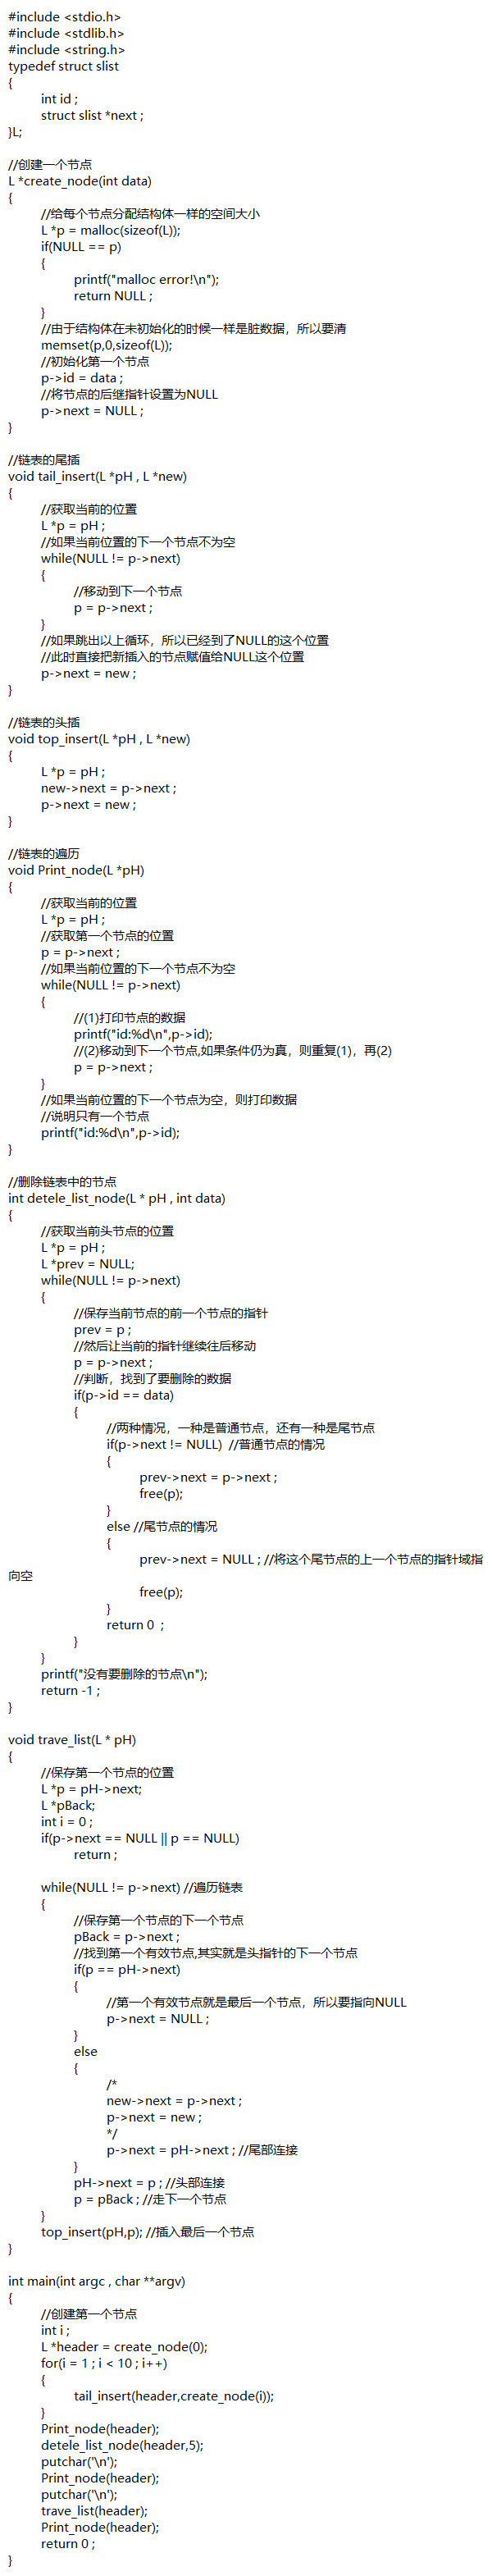 #include <stdio.h>
#include <stdlib.h>
#include <string.h>
typedef struct slist
{
int id ;
struct slist *next ;
}L;
//创建一个节点
L *create_node(int data)
{
//给每个节点分配结构体一样的空间大小
L *p = malloc(sizeof(L));
if(NULL == p)
{
printf("malloc error!\n");
return NULL ;
}
//由于结构体在未初始化的时候一样是脏数据，所以要清
memset(p,0,sizeof(L));
//初始化第一个节点
p->id = data ;
//将节点的后继指针设置为NULL
p->next = NULL ;
}
//链表的尾插
void tail_insert(L *pH , L *new)
{
//获取当前的位置
L *p = pH ;
//如果当前位置的下一个节点不为空
while(NULL != p->next)
{
//移动到下一个节点
p = p->next ;
}
//如果跳出以上循环，所以已经到了NULL的这个位置
//此时直接把新插入的节点赋值给NULL这个位置
p->next = new ;
}
//链表的头插
void top_insert(L *pH , L *new)
{
L *p = pH ;
new->next = p->next ;
p->next = new ;
}
//链表的遍历
void Print_node(L *pH)
{
//获取当前的位置
L *p = pH ;
//获取第一个节点的位置
p = p->next ;
//如果当前位置的下一个节点不为空
while(NULL != p->next)
{
//(1)打印节点的数据
printf("id:%d\n",p->id);
//(2)移动到下一个节点,如果条件仍为真，则重复(1)，再(2)
p = p->next ;
}
//如果当前位置的下一个节点为空，则打印数据
//说明只有一个节点
printf("id:%d\n",p->id);
}
//删除链表中的节点
int detele_list_node(L * pH , int data)
{
//获取当前头节点的位置
L *p = pH ;
L *prev = NULL;
while(NULL != p->next)
{
//保存当前节点的前一个节点的指针
prev = p ;
//然后让当前的指针继续往后移动
p = p->next ;
//判断，找到了要删除的数据
if(p->id == data)
{
//两种情况，一种是普通节点，还有一种是尾节点
if(p->next != NULL)  //普通节点的情况
{
prev->next = p->next ;
free(p);
}
else //尾节点的情况
{
prev->next = NULL ; //将这个尾节点的上一个节点的指针域指
向空
free(p);
}
return 0  ;
}
}
printf("没有要删除的节点\n");
return -1 ;
}
void trave_list(L * pH)
{
//保存第一个节点的位置
L *p = pH->next;
L *pBack;
int i = 0 ;
if(p->next == NULL || p == NULL)
return ;
while(NULL != p->next) //遍历链表
{
//保存第一个节点的下一个节点
pBack = p->next ;
//找到第一个有效节点,其实就是头指针的下一个节点
if(p == pH->next)
{
//第一个有效节点就是最后一个节点，所以要指向NULL
p->next = NULL ;
}
else
{
/*
new->next = p->next ;
p->next = new ;
*/
p->next = pH->next ; //尾部连接
}
pH->next = p ; //头部连接
p = pBack ; //走下一个节点
}
top_insert(pH,p); //插入最后一个节点
}
int main(int argc , char **argv)
{
//创建第一个节点
int i ;
L *header = create_node(0);
for(i = 1 ; i < 10 ; i++)
{
tail_insert(header,create_node(i));
}
Print_node(header);
detele_list_node(header,5);
putchar('\n');
Print_node(header);
putchar('\n');
trave_list(header);
Print_node(header);
return 0 ;
}